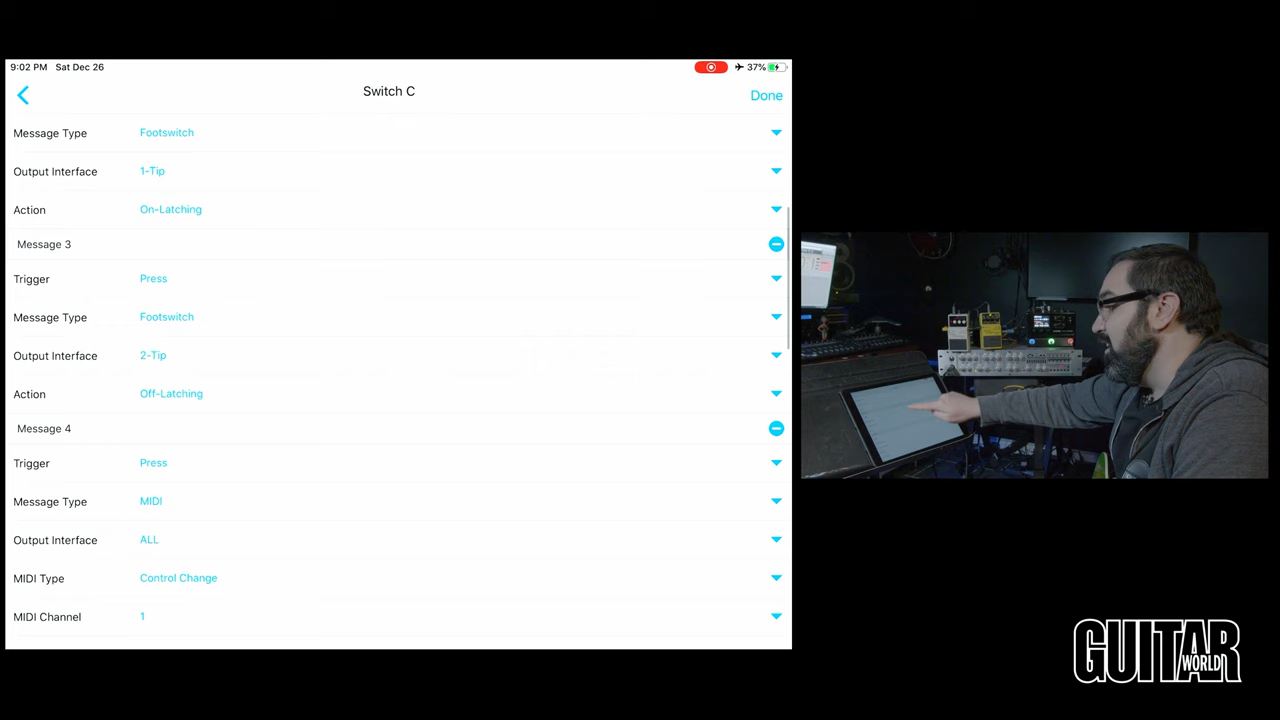 9:02 PM Sat Dec 26 37%
Switch C
Done
Message Type Footswitch
Output Interface 1-Tip
Action On-Latching
Message 3
Trigger Press
Message Type Footswitch
Output Interface 2-Tip
Action Off-Latching
Message 4
Trigger Press
Message Type MIDI
Output Interface ALL
MIDI Type Control Change
MIDI Channel 1
GUITAR
WORLD